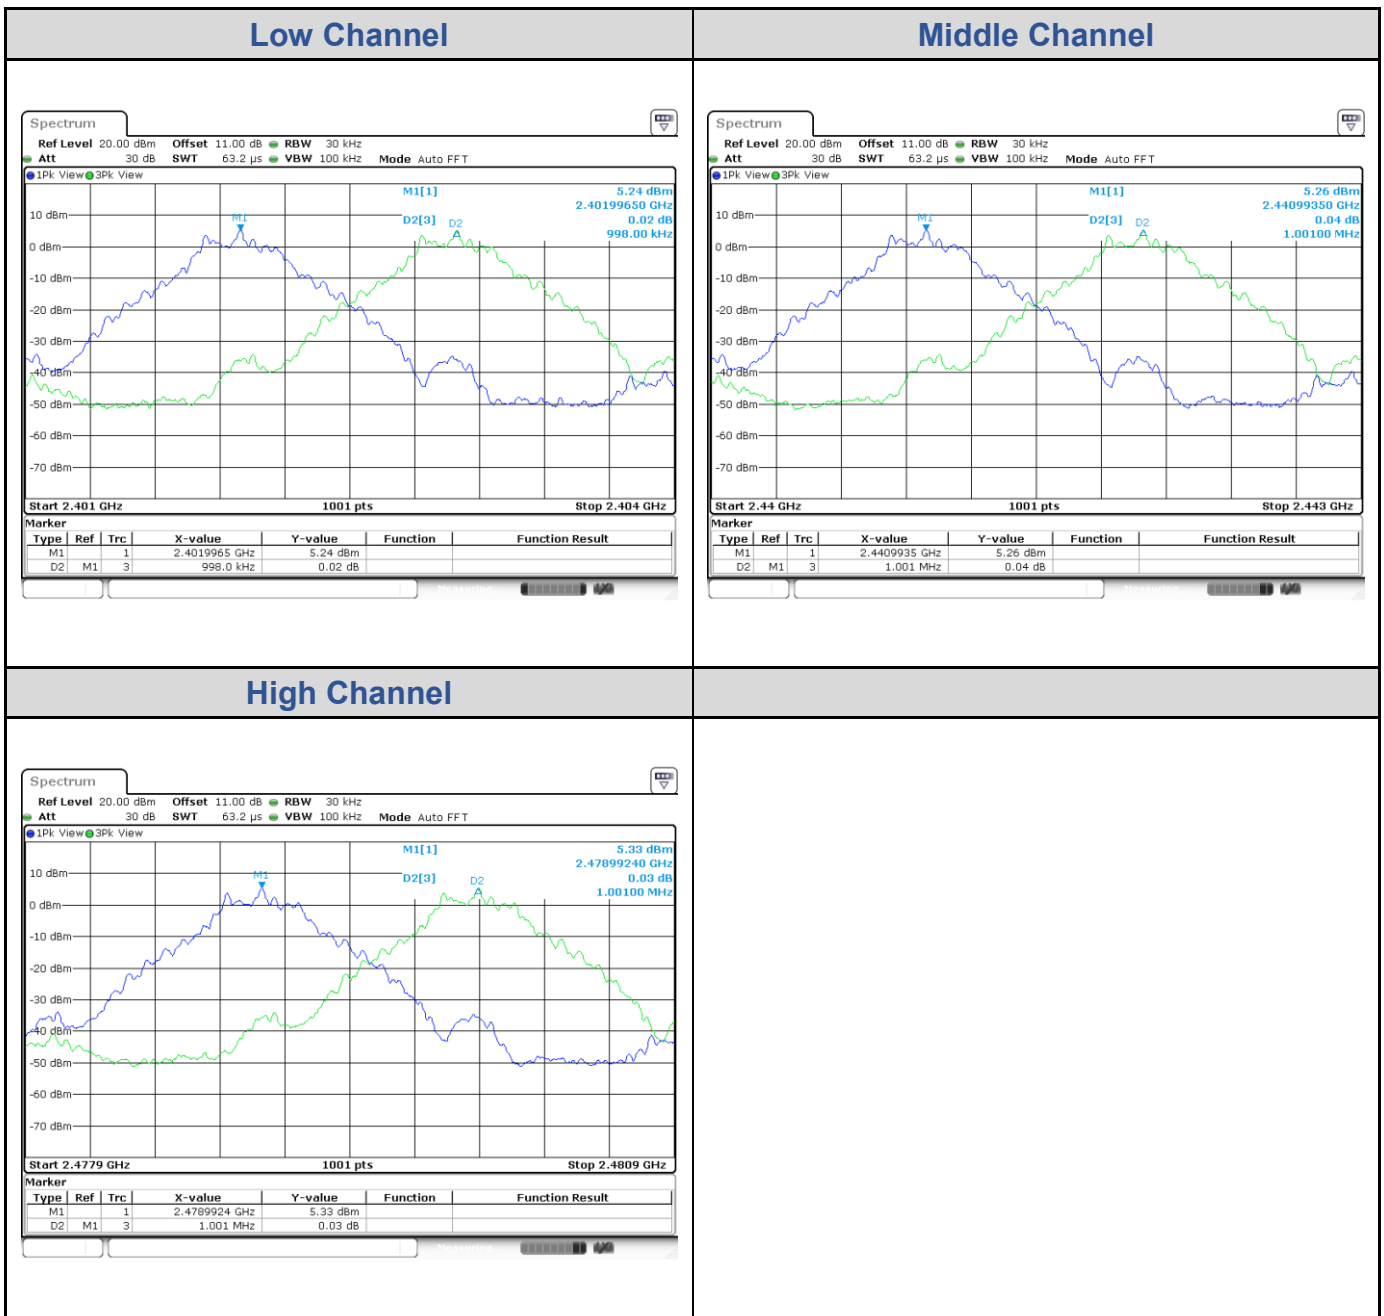 Low Channel
Middle Channel
Spectrum
Ref Level 20.00 dBm Offset 11.00 dB RBW 30 kHz
Att 30 dB SWT 63.2 µs VBW 100 kHz Mode Auto FFT
1Pk View 3Pk View
M1[1] 5.24 dBm
2.40199650 GHz
D2[3] 0.02 dB
998.00 kHz
M1
D2
10 dBm
0 dBm
-10 dBm
-20 dBm
-30 dBm
-40 dBm
-50 dBm
-60 dBm
-70 dBm
Start 2.401 GHz 1001 pts Stop 2.404 GHz
Marker
Type Ref Trc X-value Y-value Function Function Result
M1 1 2.4019965 GHz 5.24 dBm
D2 M1 3 998.0 kHz 0.02 dB
Measuring...
Spectrum
Ref Level 20.00 dBm Offset 11.00 dB RBW 30 kHz
Att 30 dB SWT 63.2 µs VBW 100 kHz Mode Auto FFT
1Pk View 3Pk View
M1[1] 5.26 dBm
2.44099350 GHz
D2[3] 0.04 dB
1.00100 MHz
M1
D2
10 dBm
0 dBm
-10 dBm
-20 dBm
-30 dBm
-40 dBm
-50 dBm
-60 dBm
-70 dBm
Start 2.44 GHz 1001 pts Stop 2.443 GHz
Marker
Type Ref Trc X-value Y-value Function Function Result
M1 1 2.4409935 GHz 5.26 dBm
D2 M1 3 1.001 MHz 0.04 dB
Measuring...
High Channel
Spectrum
Ref Level 20.00 dBm Offset 11.00 dB RBW 30 kHz
Att 30 dB SWT 63.2 µs VBW 100 kHz Mode Auto FFT
1Pk View 3Pk View
M1[1] 5.33 dBm
2.47899240 GHz
D2[3] 0.03 dB
1.00100 MHz
M1
D2
10 dBm
0 dBm
-10 dBm
-20 dBm
-30 dBm
-40 dBm
-50 dBm
-60 dBm
-70 dBm
Start 2.4779 GHz 1001 pts Stop 2.4809 GHz
Marker
Type Ref Trc X-value Y-value Function Function Result
M1 1 2.4789924 GHz 5.33 dBm
D2 M1 3 1.001 MHz 0.03 dB
Measuring...